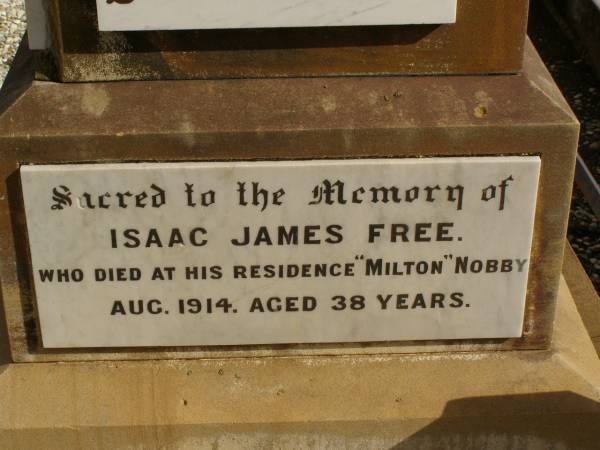 Sacred to the Memory of
ISAAC JAMES FREE.
WHO DIED AT HIS RESIDENCE "MILTON" NOBBY
AUG. 1914. AGED 38 YEARS.